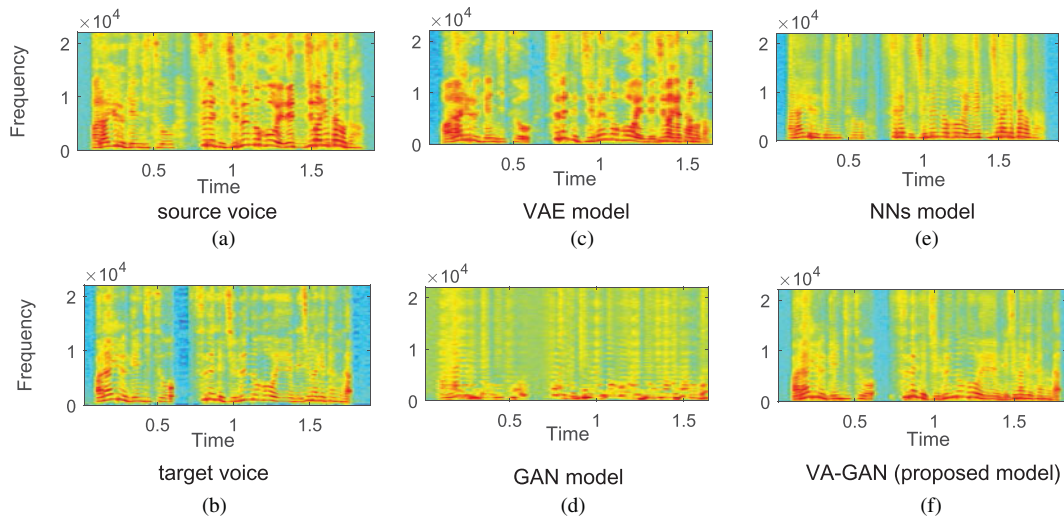 ×10⁴
Frequency
2
1
0
0.5
1
1.5
Time
source voice
(a)
×10⁴
2
1
0
0.5
1
1.5
Time
VAE model
(c)
×10⁴
2
1
0
0.5
1
1.5
Time
NNs model
(e)
×10⁴
Frequency
2
1
0
0.5
1
1.5
Time
target voice
(b)
×10⁴
2
1
0
0.5
1
1.5
Time
GAN model
(d)
×10⁴
2
1
0
0.5
1
1.5
Time
VA-GAN (proposed model)
(f)